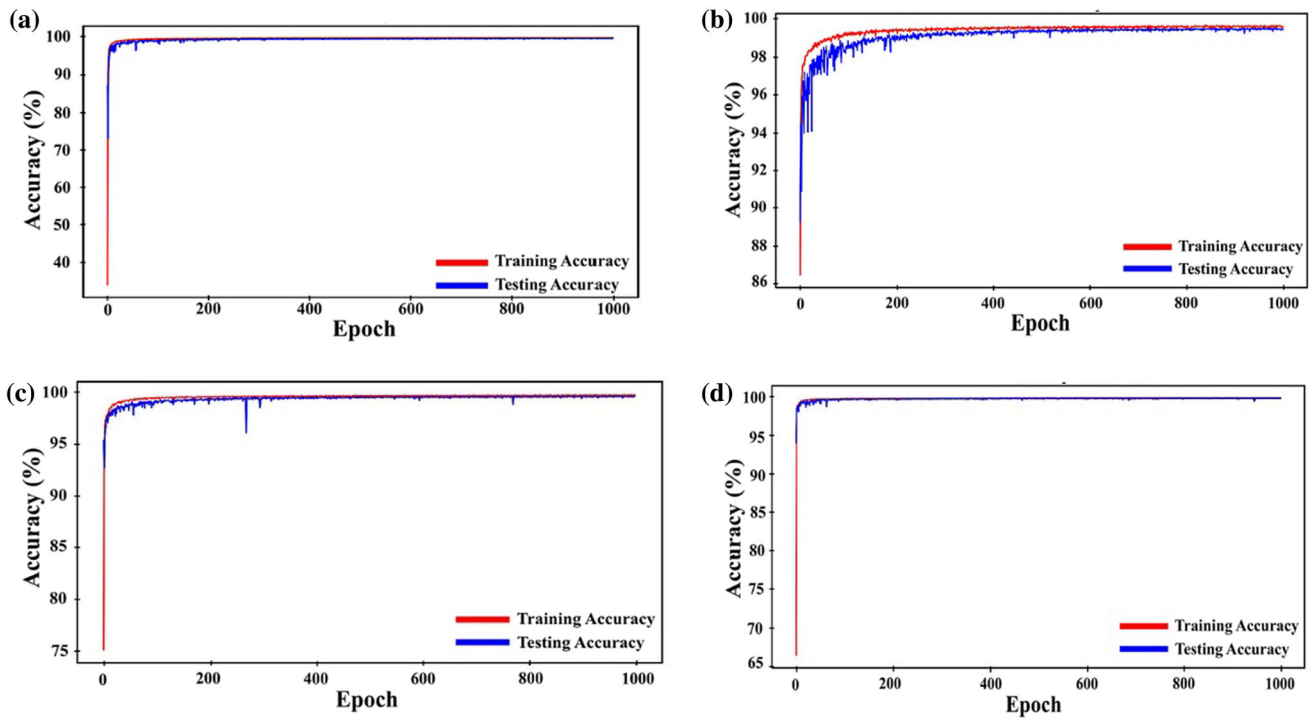 (a)
Accuracy (%)
100
90
80
70
60
50
40
0 200 400 600 800 1000
Epoch
Training Accuracy
Testing Accuracy
(b)
Accuracy (%)
100
98
96
94
92
90
88
86
0 200 400 600 800 1000
Epoch
Training Accuracy
Testing Accuracy
(c)
Accuracy (%)
100
95
90
85
80
75
0 200 400 600 800 1000
Epoch
Training Accuracy
Testing Accuracy
(d)
Accuracy (%)
100
95
90
85
80
75
70
65
0 200 400 600 800 1000
Epoch
Training Accuracy
Testing Accuracy